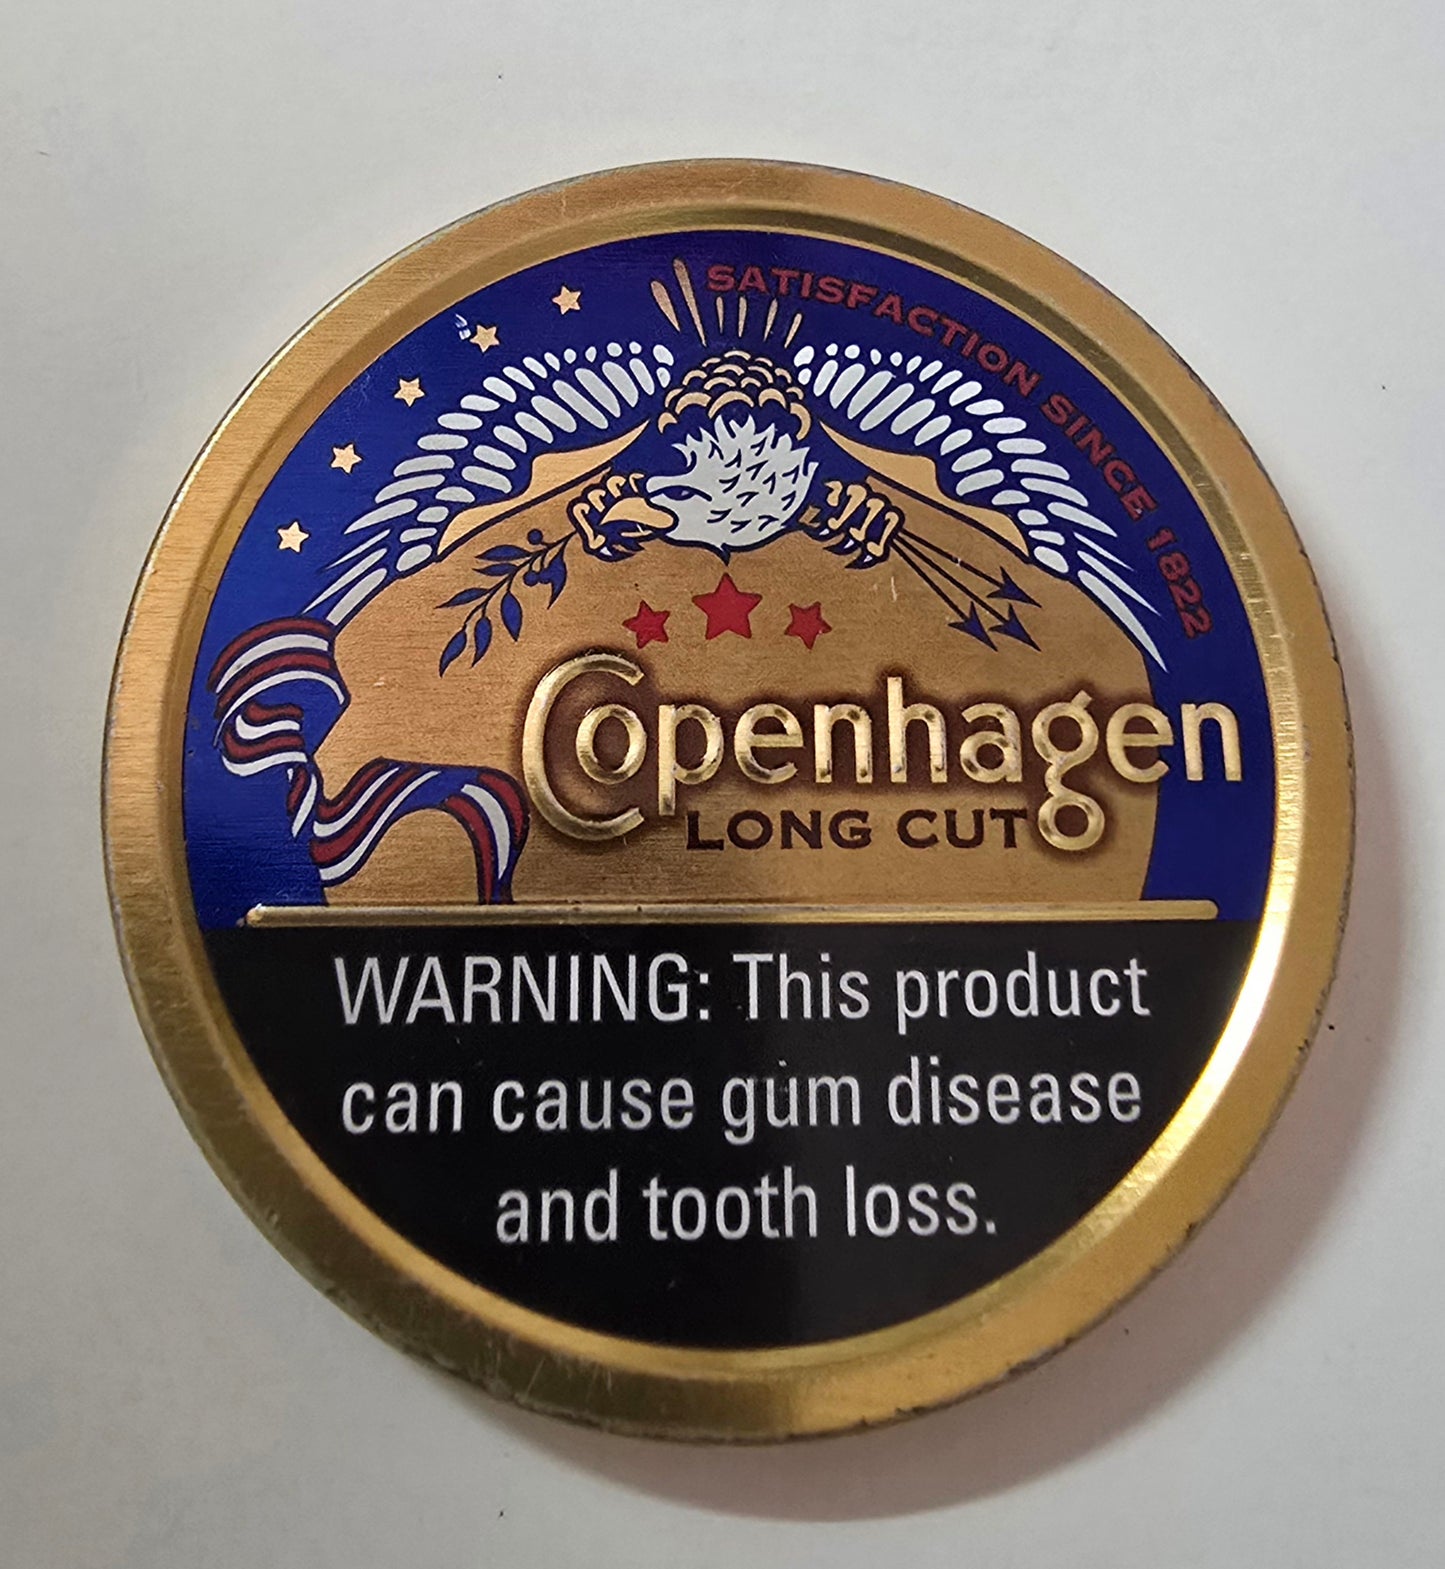 SATISFACTION SINCE 1822
Copenhagen
LONG CUT
WARNING: This product
can cause gum disease
and tooth loss.